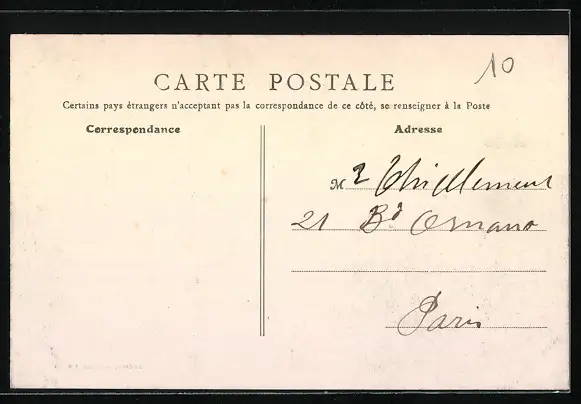 10
CARTE POSTALE
Certains pays étrangers n'acceptant pas la correspondance de ce côté, se renseigner à la Poste
Correspondance
Adresse
M
21 Bd Ornano
Paris